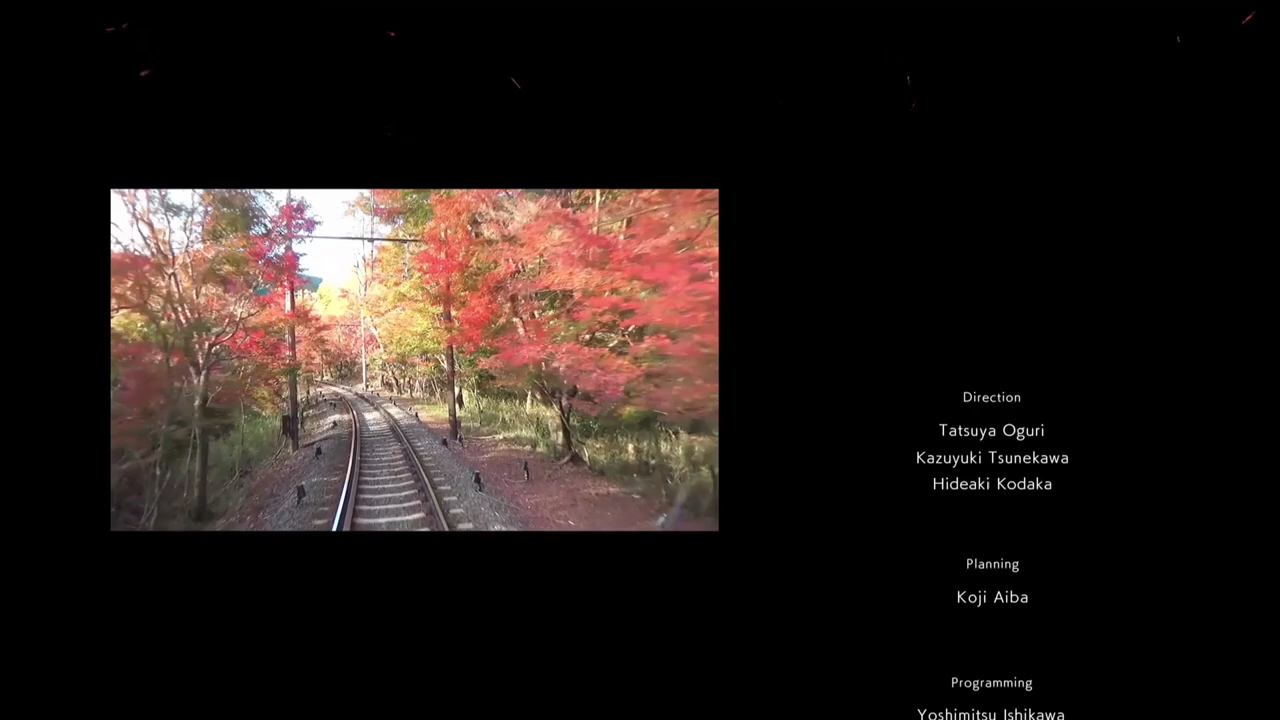 Direction
Tatsuya Oguri
Kazuyuki Tsunekawa
Hideaki Kodaka
Planning
Koji Aiba
Programming
Yoshimitsu Ishikawa